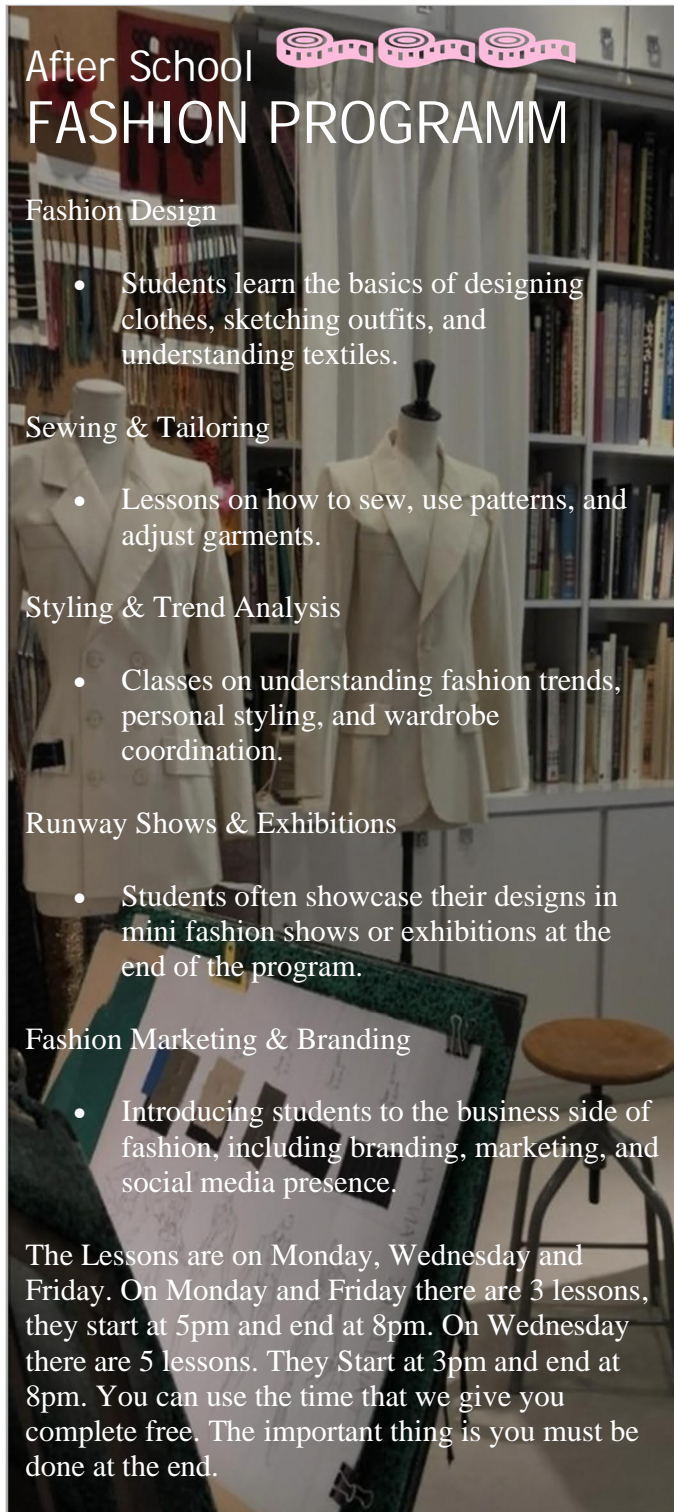 After School
FASHION PROGRAMM
Fashion Design
• Students learn the basics of designing
clothes, sketching outfits, and
understanding textiles.
Sewing & Tailoring
• Lessons on how to sew, use patterns, and
adjust garments.
Styling & Trend Analysis
• Classes on understanding fashion trends,
personal styling, and wardrobe
coordination.
Runway Shows & Exhibitions
• Students often showcase their designs in
mini fashion shows or exhibitions at the
end of the program.
Fashion Marketing & Branding
• Introducing students to the business side of
fashion, including branding, marketing, and
social media presence.
The Lessons are on Monday, Wednesday and
Friday. On Monday and Friday there are 3 lessons,
they start at 5pm and end at 8pm. On Wednesday
there are 5 lessons. They Start at 3pm and end at
8pm. You can use the time that we give you
complete free. The important thing is you must be
done at the end.